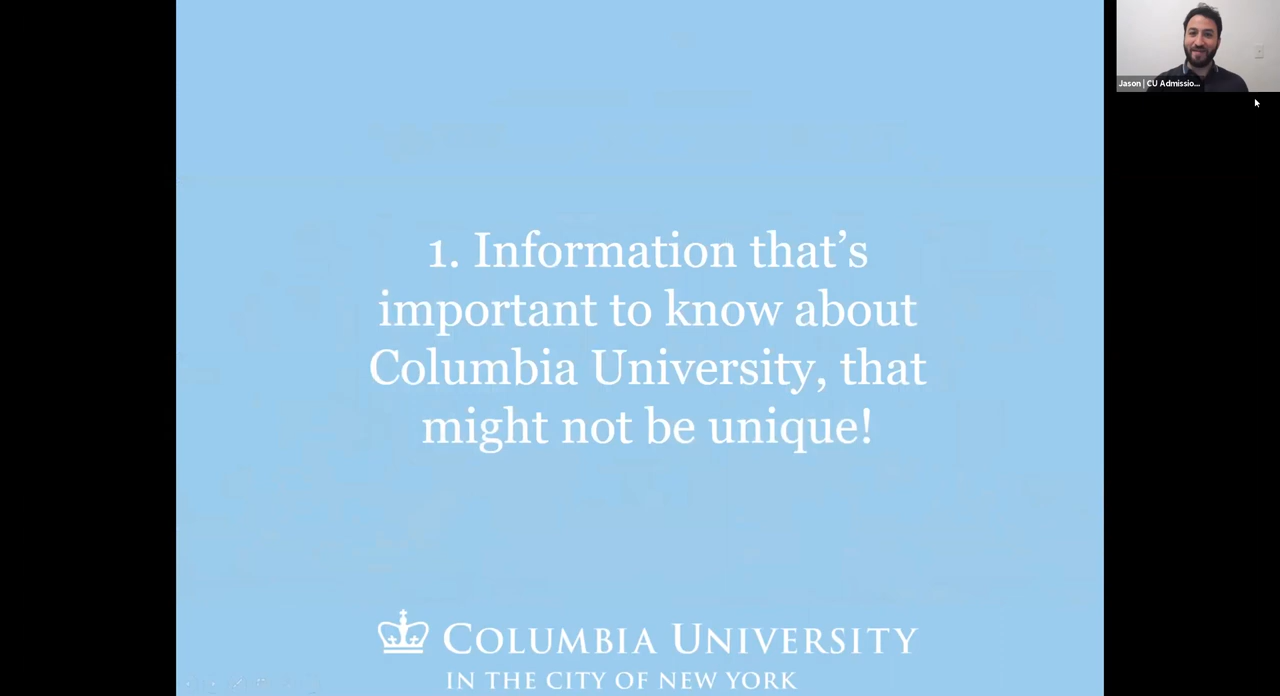 1. Information that’s
important to know about
Columbia University, that
might not be unique!
COLUMBIA UNIVERSITY
IN THE CITY OF NEW YORK
Jason | CU Admissio...